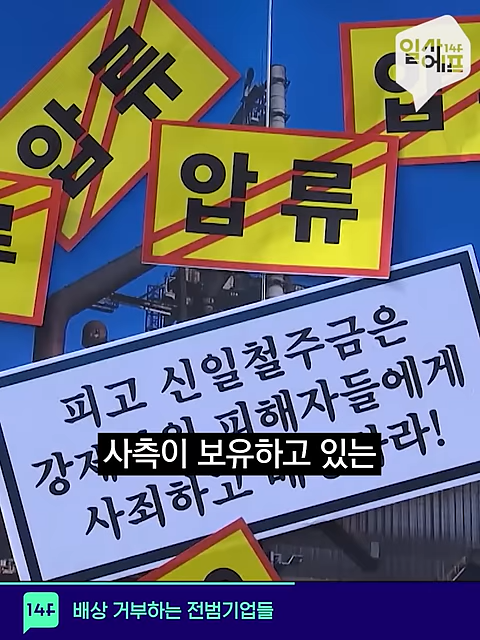 일사
에프
14F
압류
압
압류
류
피고 신일철주금은
강제 피해자들에게
사죄하고 라!
사측이 보유하고 있는
14F 배상 거부하는 전범기업들